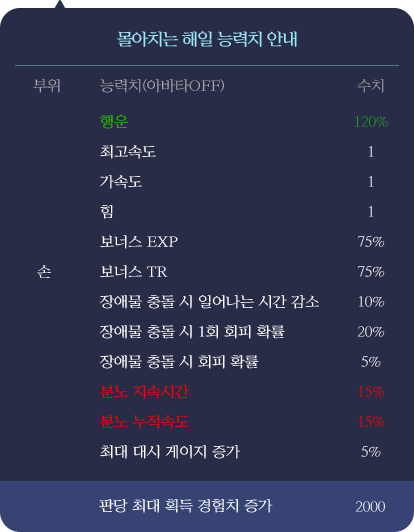 몰아치는 해일 능력치 안내
부위 능력치(아바타OFF) 수치
행운 120%
최고속도 1
가속도 1
힘 1
보너스 EXP 75%
손 보너스 TR 75%
장애물 충돌 시 일어나는 시간 감소 10%
장애물 충돌 시 1회 회피 확률 20%
장애물 충돌 시 회피 확률 5%
분노 지속시간 15%
분노 누적속도 15%
최대 대시 게이지 증가 5%
판당 최대 획득 경험치 증가 2000